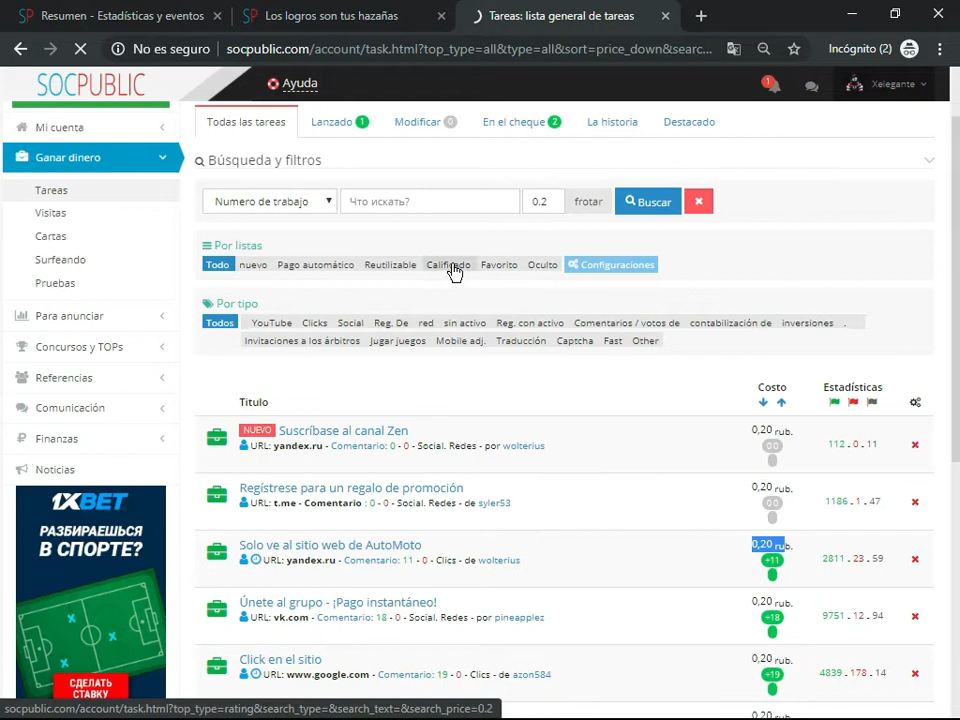 Resumen - Estadísticas y eventos
Los logros son tus hazañas
Tareas: lista general de tareas
No es seguro
socpublic.com/account/task.html?top_type=all&type=all&sort=price_down&searc...
Incógnito (2)
SOCPUBLIC
Ayuda
1
Xelegante
Mi cuenta
Ganar dinero
Tareas
Visitas
Cartas
Surfeando
Pruebas
Para anunciar
Concursos y TOPs
Referencias
Comunicación
Finanzas
Noticias
1XBET
РАЗБИРАЕШЬСЯ
В СПОРТЕ?
СДЕЛАТЬ
СТАВКУ
Todas las tareas
Lanzado 1
Modificar 0
En el cheque 2
La historia
Destacado
Búsqueda y filtros
Numero de trabajo
Что искать?
0.2
frotar
Buscar
Por listas
Todo nuevo Pago automático Reutilizable Calificado Favorito Oculto Configuraciones
Por tipo
Todos YouTube Clicks Social Reg. De red sin activo Reg. con activo Comentarios / votos de contabilización de inversiones .
Invitaciones a los árbitros Jugar juegos Mobile adj. Traducción Captcha Fast Other
Titulo
Costo
Estadísticas
NUEVO Suscríbase al canal Zen
URL: yandex.ru - Comentario: 0 - 0 - Social. Redes - por wolterius
0,20 rub.
0 0
112 . 0 . 11
Regístrese para un regalo de promoción
URL: t.me - Comentario : 0 - 0 - Social. Redes - de syler53
0,20 rub.
0 0
1186 . 1 . 47
Solo ve al sitio web de AutoMoto
URL: yandex.ru - Comentario: 11 - 0 - Clics - de wolterius
0,20 rub.
+11
2811 . 23 . 59
Únete al grupo - ¡Pago instantáneo!
URL: vk.com - Comentario: 18 - 0 - Social. Redes - por pineapplez
0,20 rub.
+18
9751 . 12 . 94
Click en el sitio
URL: www.google.com - Comentario: 19 - 0 - Clics - de azon584
0,20 rub.
+19
4839 . 178 . 14
0,20 rub.
socpublic.com/account/task.html?top_type=rating&search_type=&search_text=&search_price=0.2